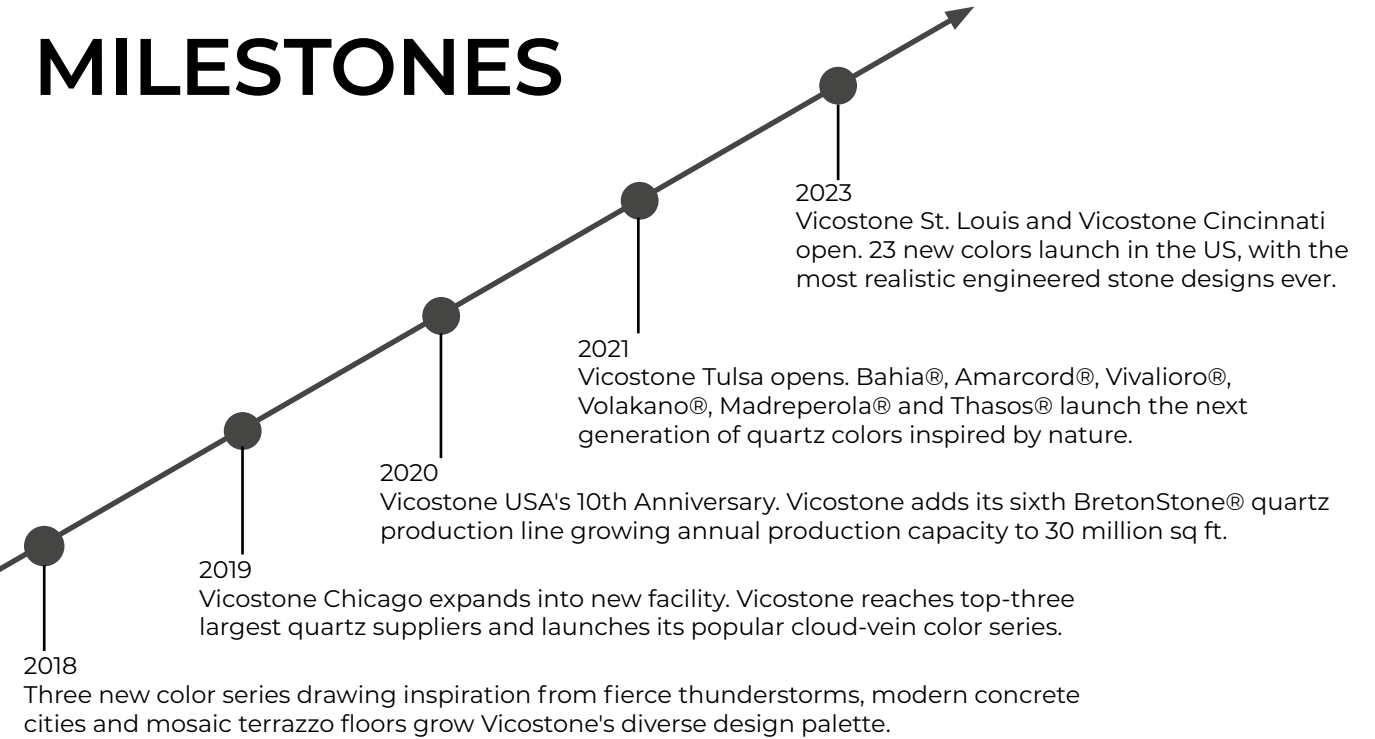 MILESTONES
2023
Vicostone St. Louis and Vicostone Cincinnati
open. 23 new colors launch in the US, with the
most realistic engineered stone designs ever.
2021
Vicostone Tulsa opens. Bahia®, Amarcord®, Vivalioro®,
Volakano®, Madreperola® and Thasos® launch the next
generation of quartz colors inspired by nature.
2020
Vicostone USA's 10th Anniversary. Vicostone adds its sixth BretonStone® quartz
production line growing annual production capacity to 30 million sq ft.
2019
Vicostone Chicago expands into new facility. Vicostone reaches top-three
largest quartz suppliers and launches its popular cloud-vein color series.
2018
Three new color series drawing inspiration from fierce thunderstorms, modern concrete
cities and mosaic terrazzo floors grow Vicostone's diverse design palette.